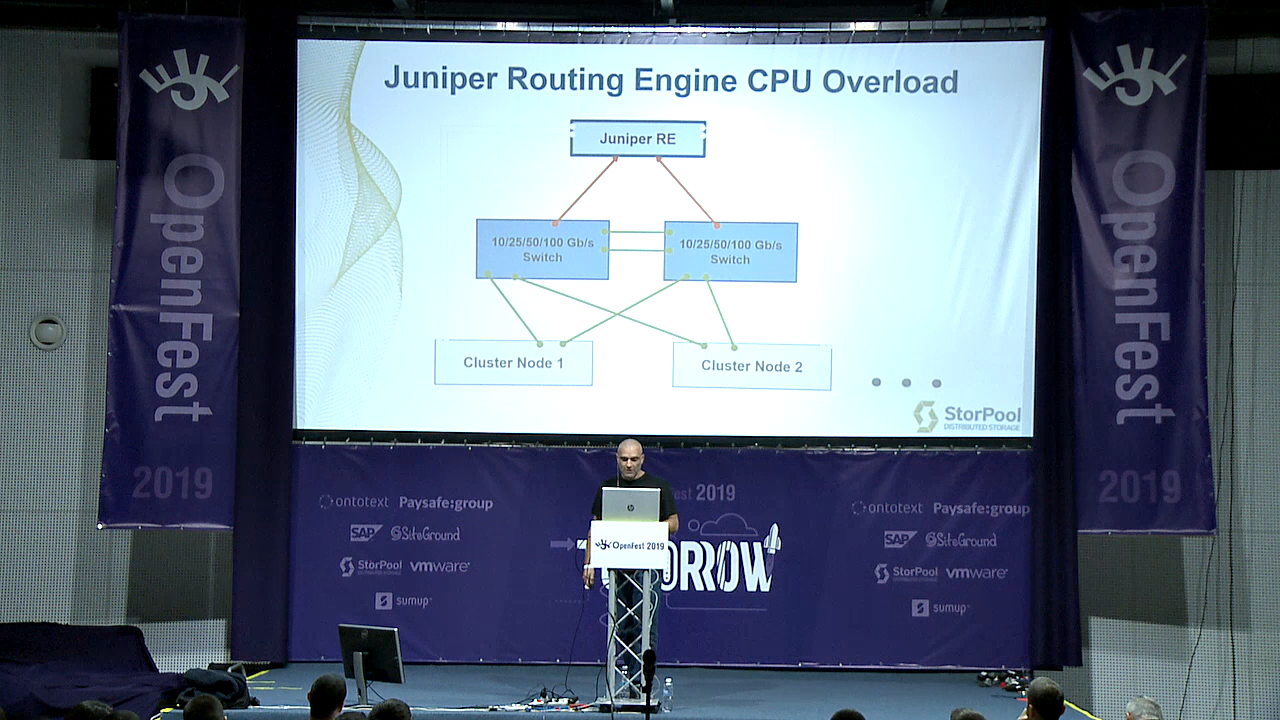 Juniper Routing Engine CPU Overload
Juniper RE
10/25/50/100 Gb/s
Switch
10/25/50/100 Gb/s
Switch
Cluster Node 1
Cluster Node 2
StorPool
DISTRIBUTED STORAGE
OpenFest
2019
OpenFest
2019
ontotext Paysafe:group
SAP SiteGround
StorPool vmware
sumup
2019
OpenFest 2019
ontotext Paysafe:group
SAP SiteGround
StorPool vmware
sumup